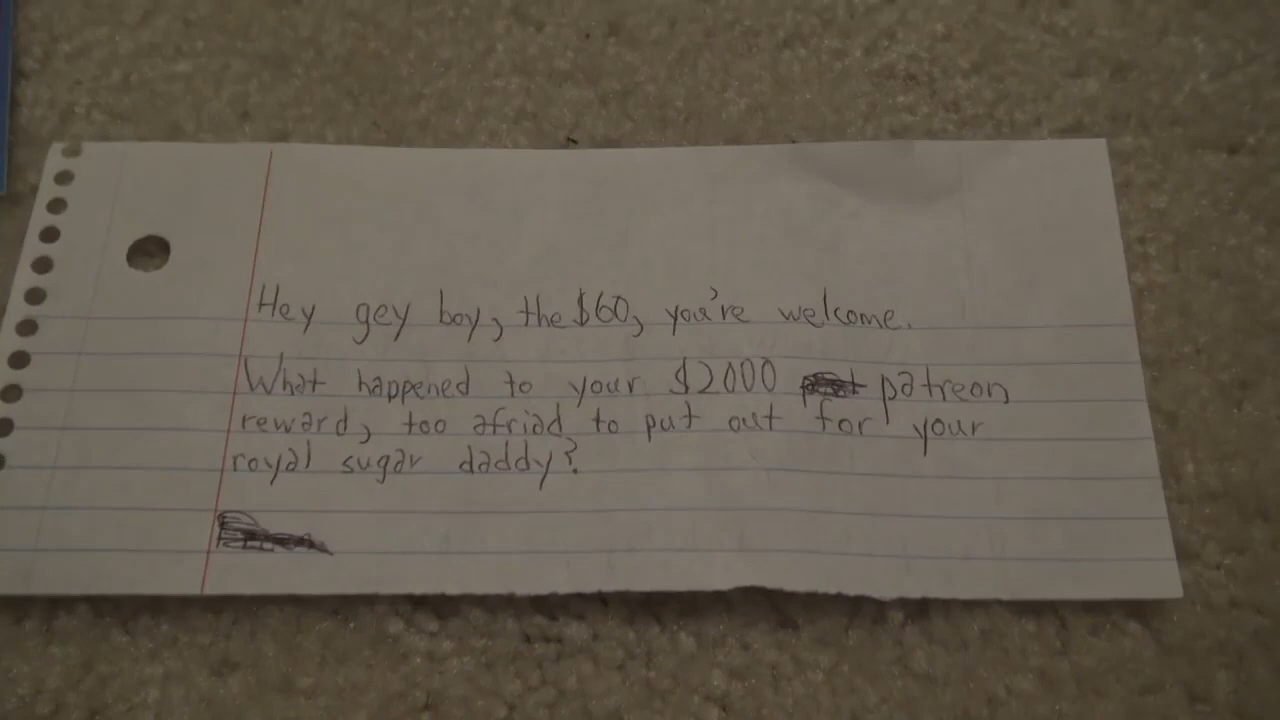 Hey gey boy, the $60, you're welcome.
What happened to your $2000 patreon
reward, too afriad to put out for your
royal sugar daddy?